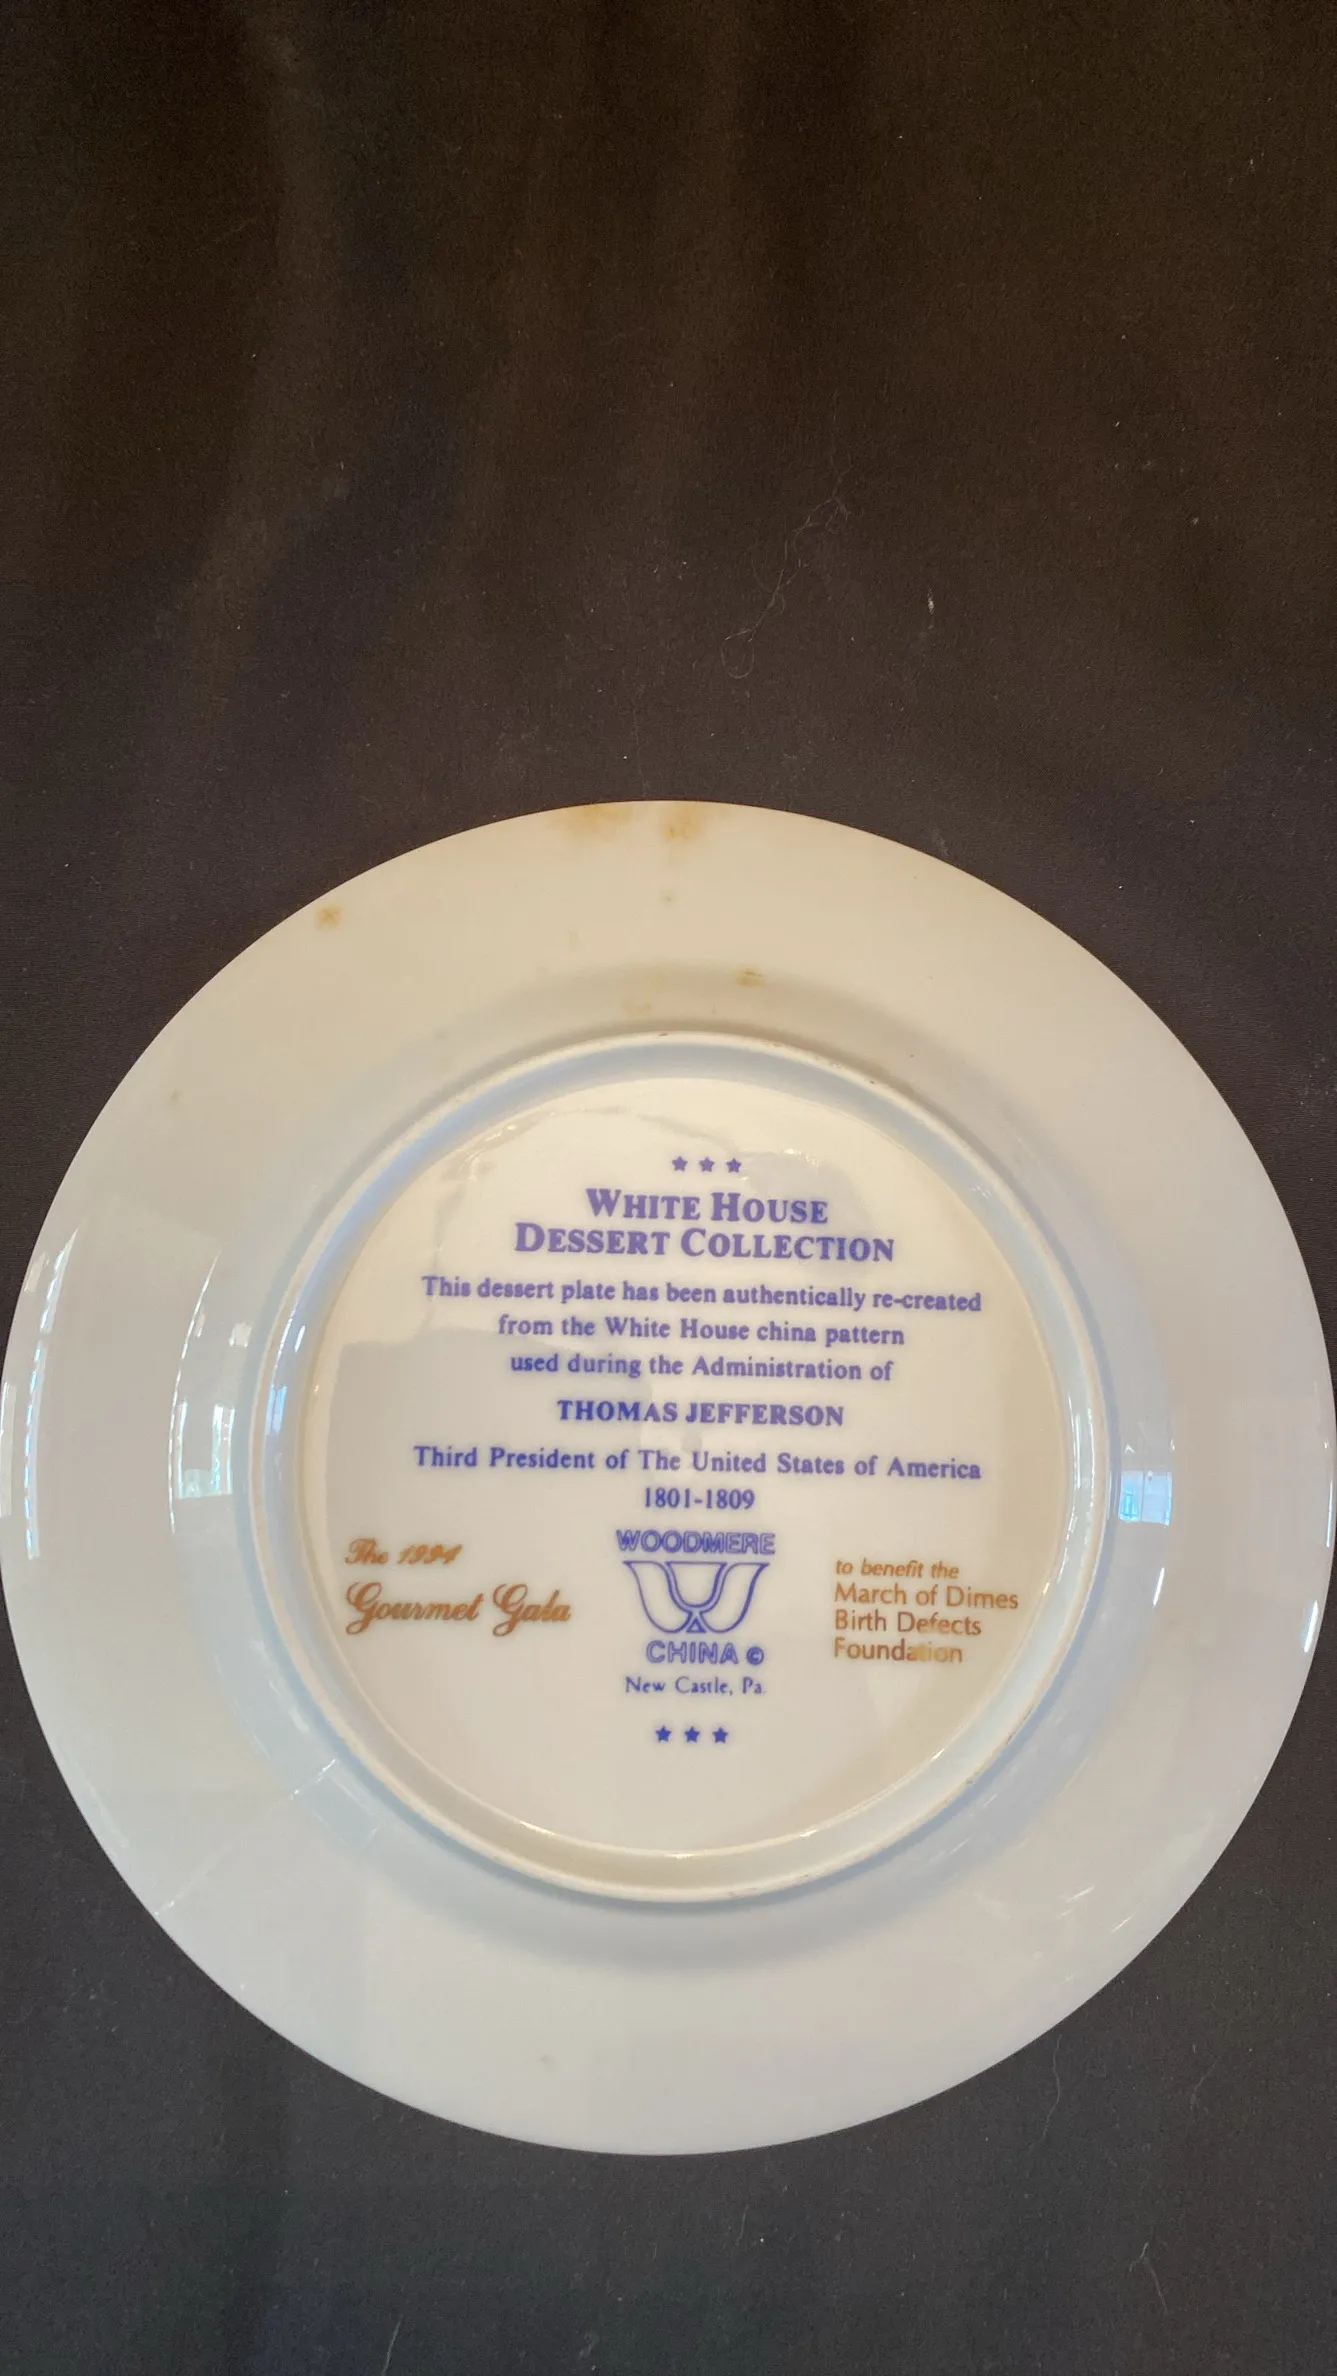 ★ ★ ★
WHITE HOUSE
DESSERT COLLECTION
This dessert plate has been authentically re-created
from the White House china pattern
used during the Administration of
THOMAS JEFFERSON
Third President of The United States of America
1801-1809
The 1994
Gourmet Gala
WOODMERE
CHINA ©
New Castle, Pa.
to benefit the
March of Dimes
Birth Defects
Foundation
★ ★ ★